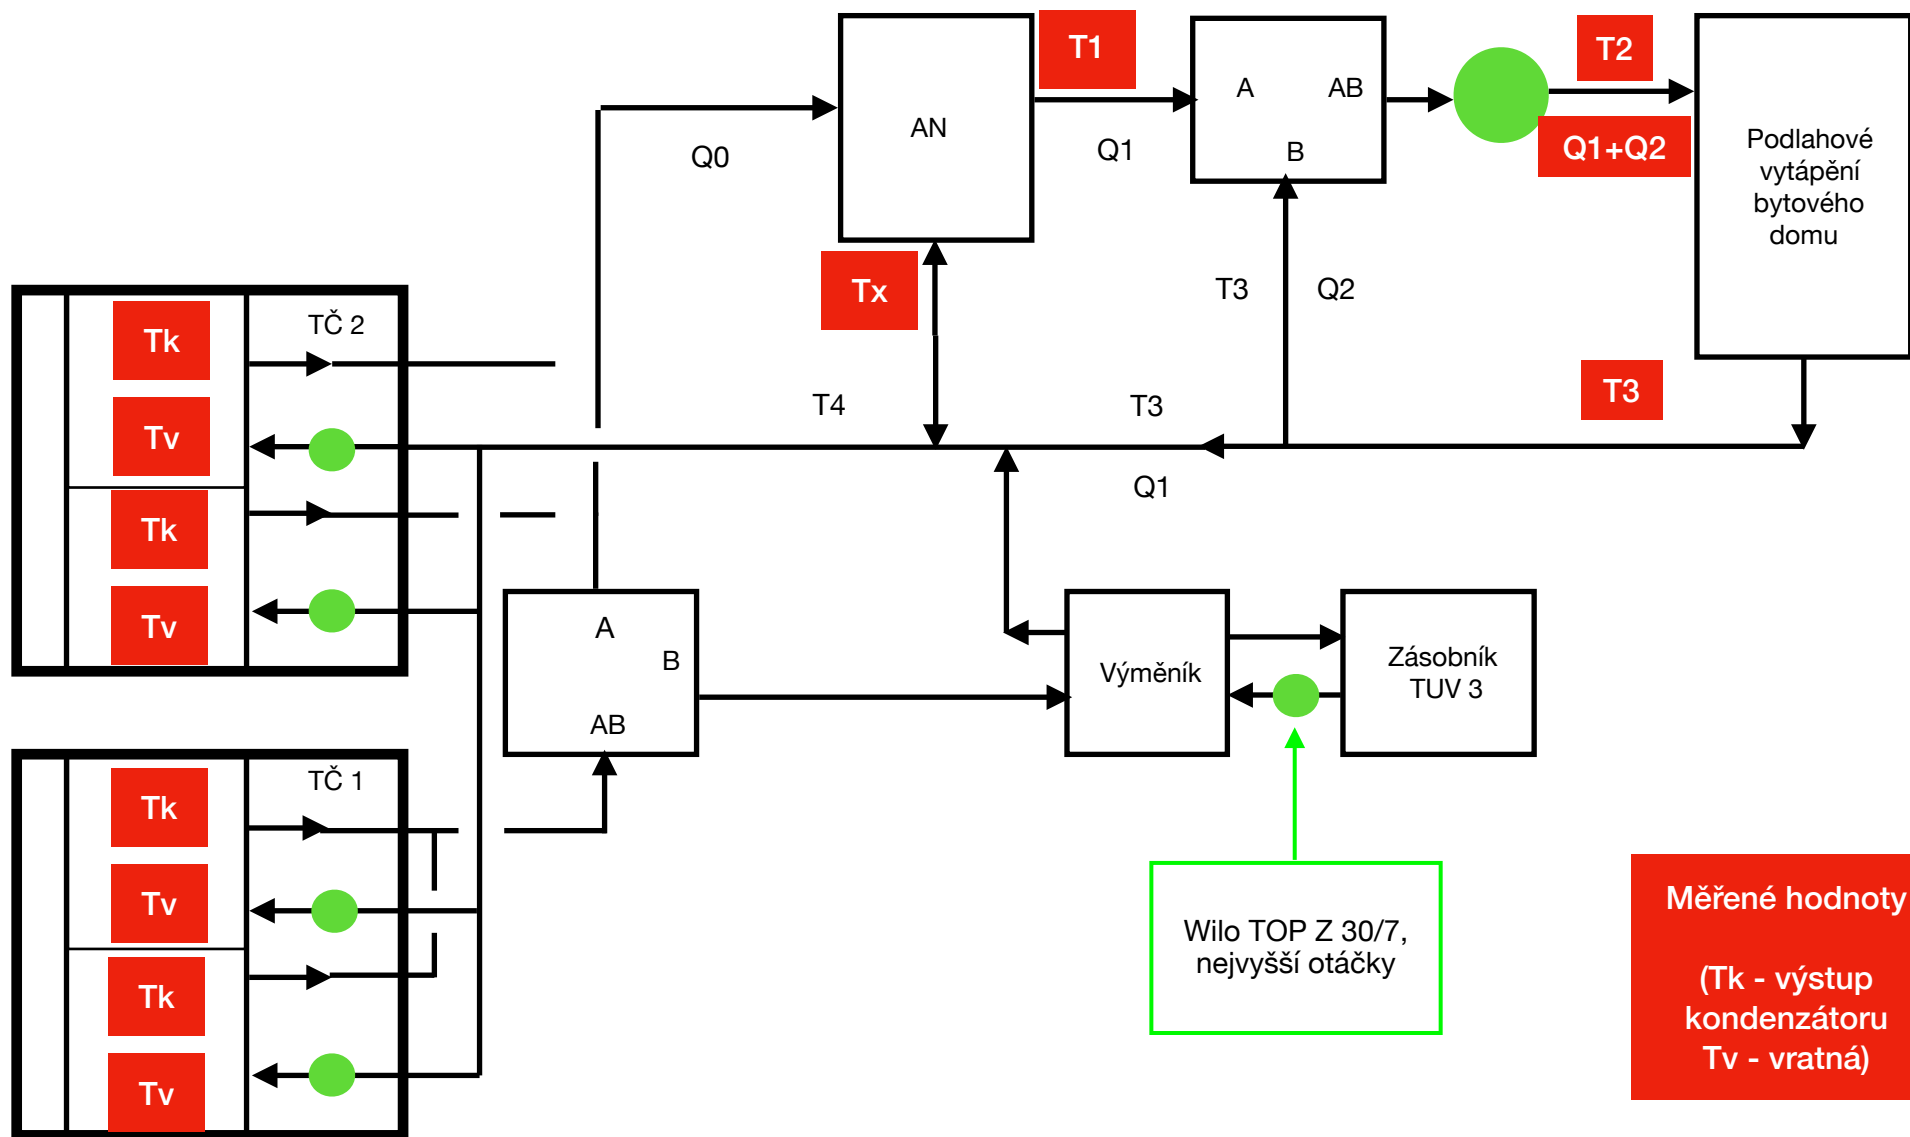 T1
T2
A
AB
AN
Q0
Q1
B
Q1+Q2
Podlahové
vytápění
bytového
domu
Tx
T3
Q2
Tk
TČ 2
T4
T3
T3
Tv
Q1
Tk
Tv
A
B
AB
Výměník
Zásobník
TUV 3
TČ 1
Tk
Tv
Tk
Tv
Wilo TOP Z 30/7,
nejvyšší otáčky
Měřené hodnoty
(Tk - výstup
kondenzátoru
Tv - vratná)